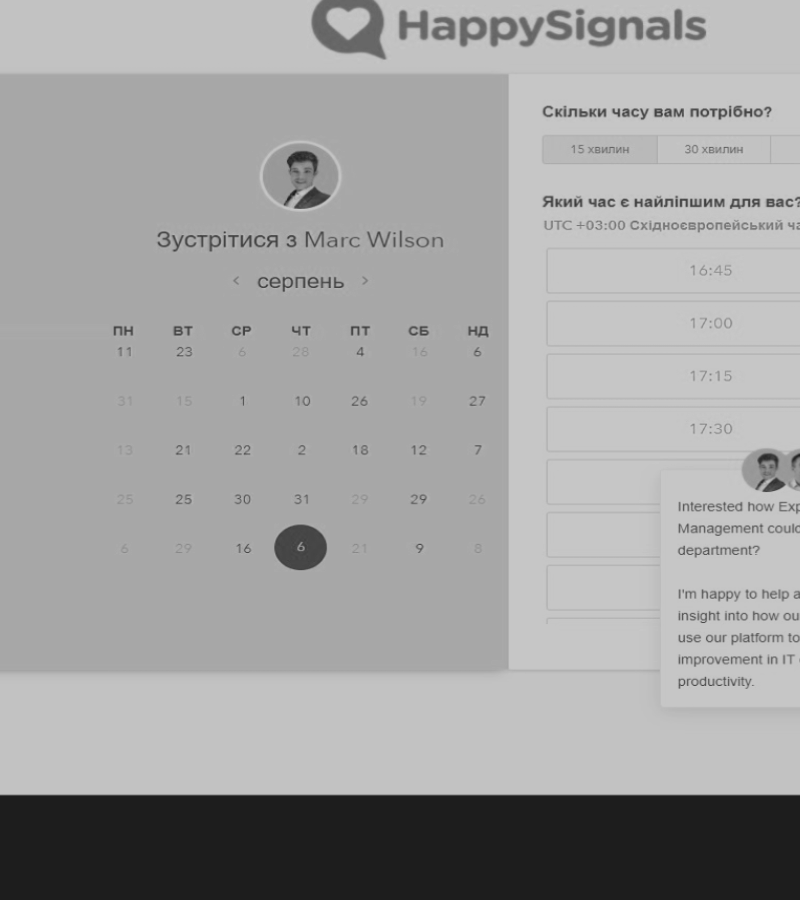 HappySignals
Зустрітися з Marc Wilson
‹ серпень ›
ПН ВТ СР ЧТ ПТ СБ НД
11 23 6 28 4 16 6
31 15 1 10 26 19 27
13 21 22 2 18 12 7
25 25 30 31 29 29 26
6 29 16 6 21 9 8
Скільки часу вам потрібно?
15 хвилин 30 хвилин
Який час є найліпшим для вас?
UTC +03:00 Східноєвропейський ча
16:45
17:00
17:15
17:30
Interested how Exp
Management could
department?
I'm happy to help a
insight into how ou
use our platform to
improvement in IT
productivity.